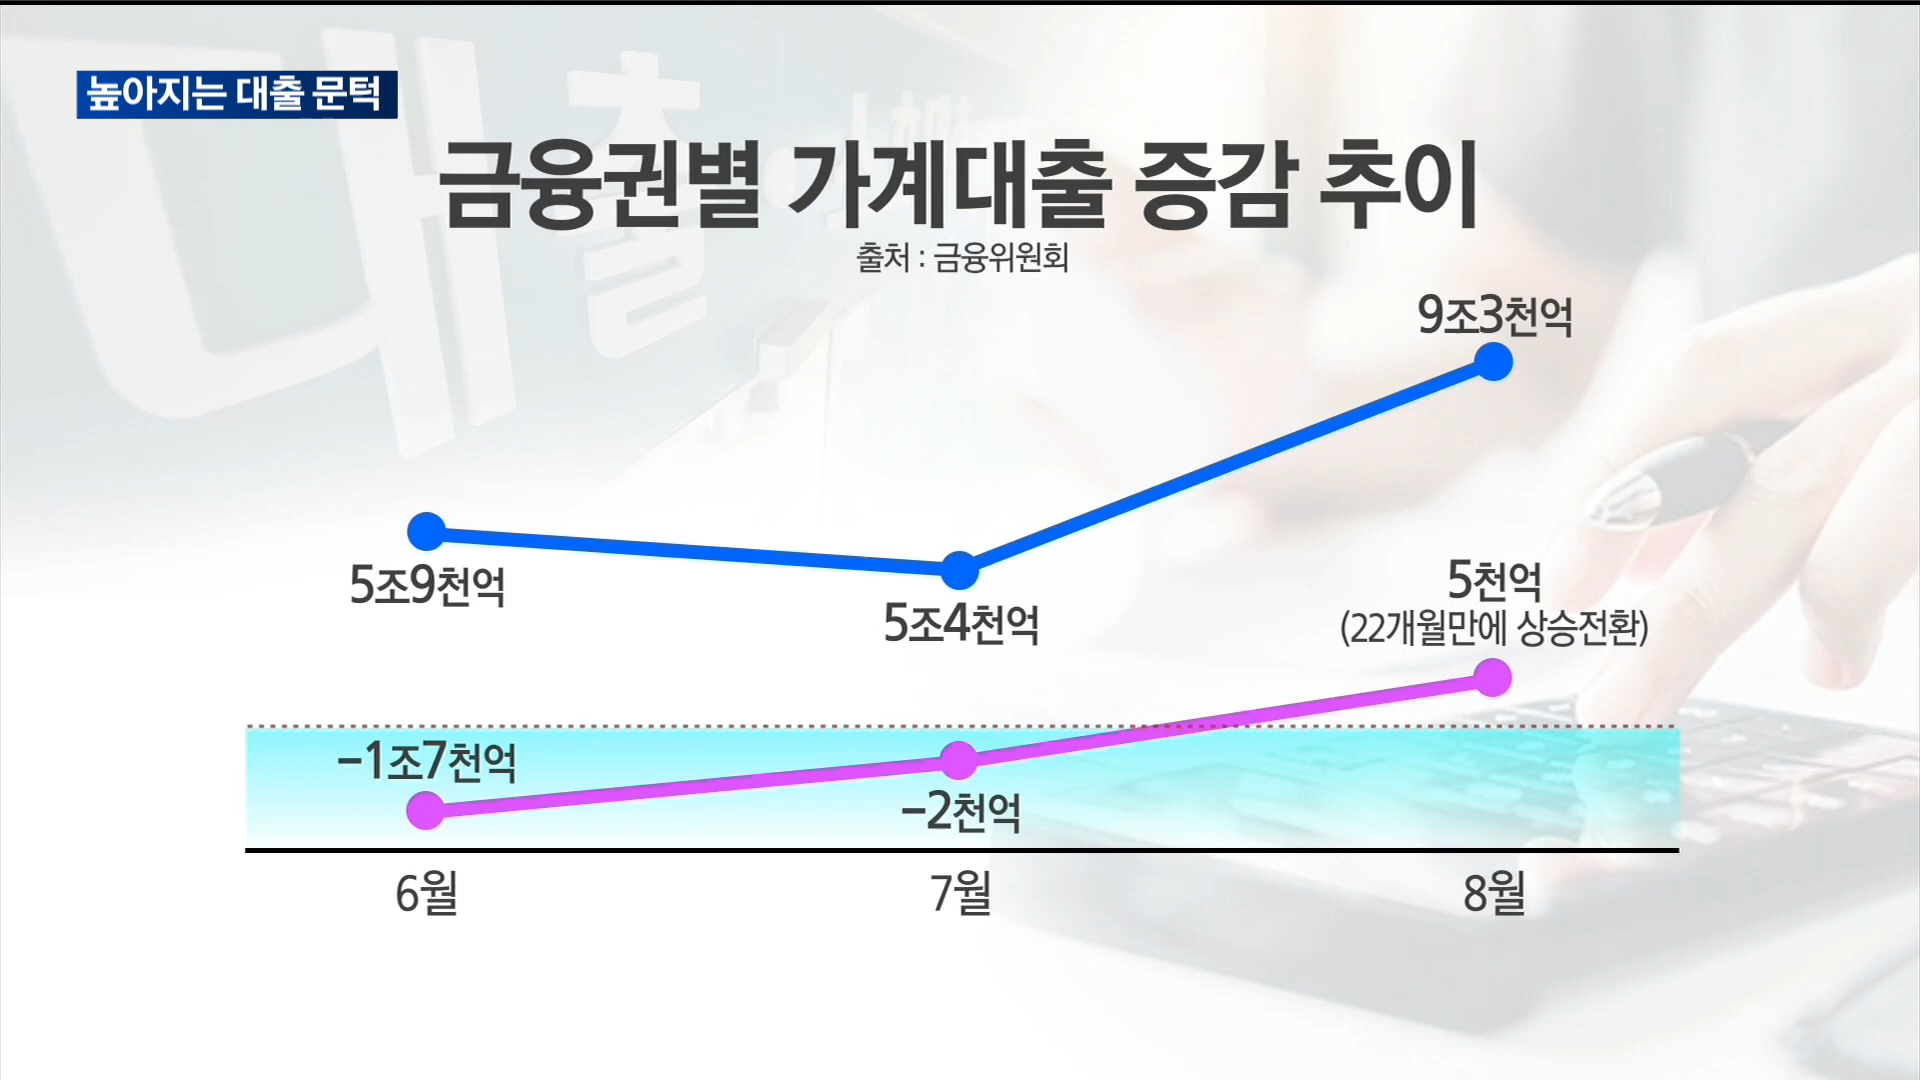 높아지는 대출 문턱
금융권별 가계대출 증감 추이
출처 : 금융위원회
9조3천억
5조9천억
5조4천억
5천억
(22개월만에 상승전환)
-1조7천억
-2천억
6월 7월 8월
대출